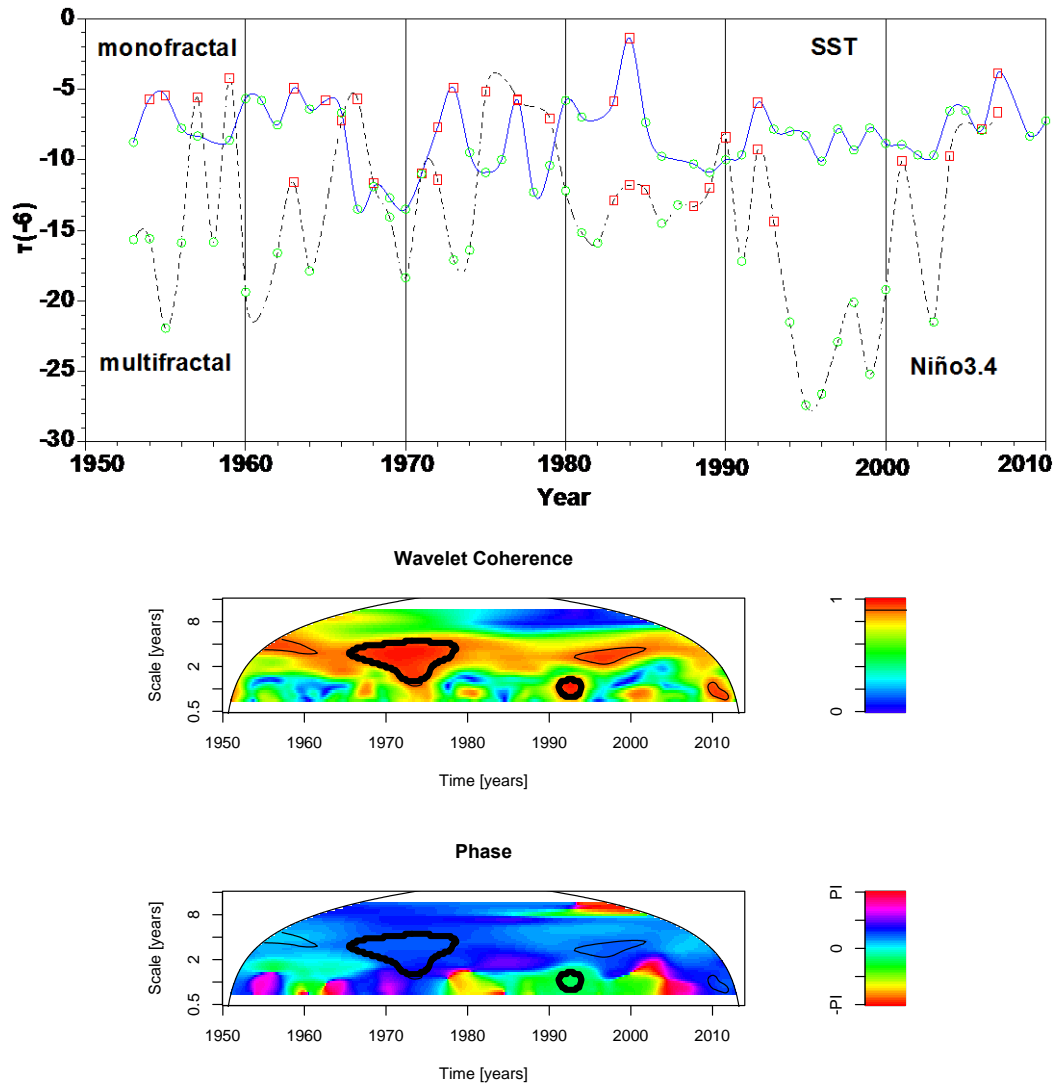 0
monofractal
SST
-5
-10
τ(-6)
-15
-20
multifractal
Niño3.4
-25
-30
1950 1960 1970 1980 1990 2000 2010
Year
Wavelet Coherence
Scale [years]
8
2
0.5
1
0
1950 1960 1970 1980 1990 2000 2010
Time [years]
Phase
Scale [years]
8
2
0.5
PI
0
-PI
1950 1960 1970 1980 1990 2000 2010
Time [years]